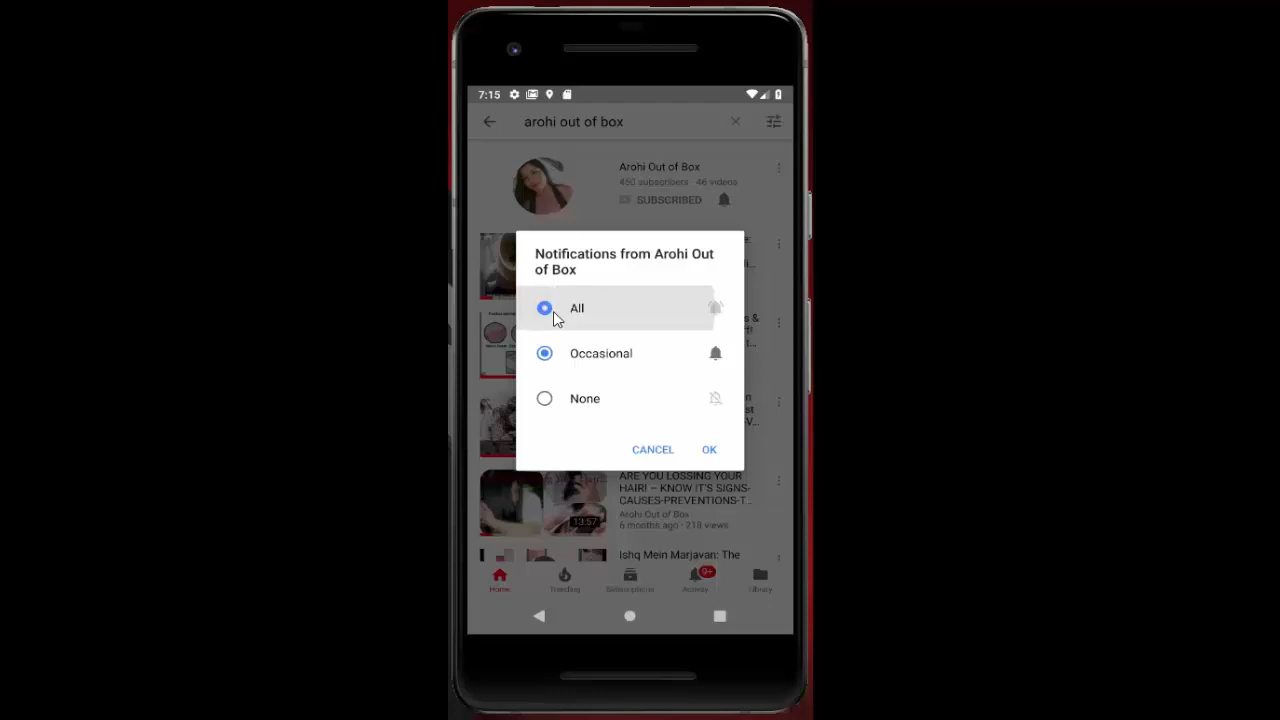 7:15
arohi out of box
Arohi Out of Box
450 subscribers · 46 videos
SUBSCRIBED
Notifications from Arohi Out
of Box
All
Occasional
None
CANCEL
OK
ARE YOU LOSSING YOUR
HAIR! – KNOW IT'S SIGNS-
CAUSES-PREVENTIONS-T...
Arohi Out of Box
6 months ago · 218 views
13:57
Ishq Mein Marjavan: The
Home
Trending
Subscriptions
9+
Activity
Library